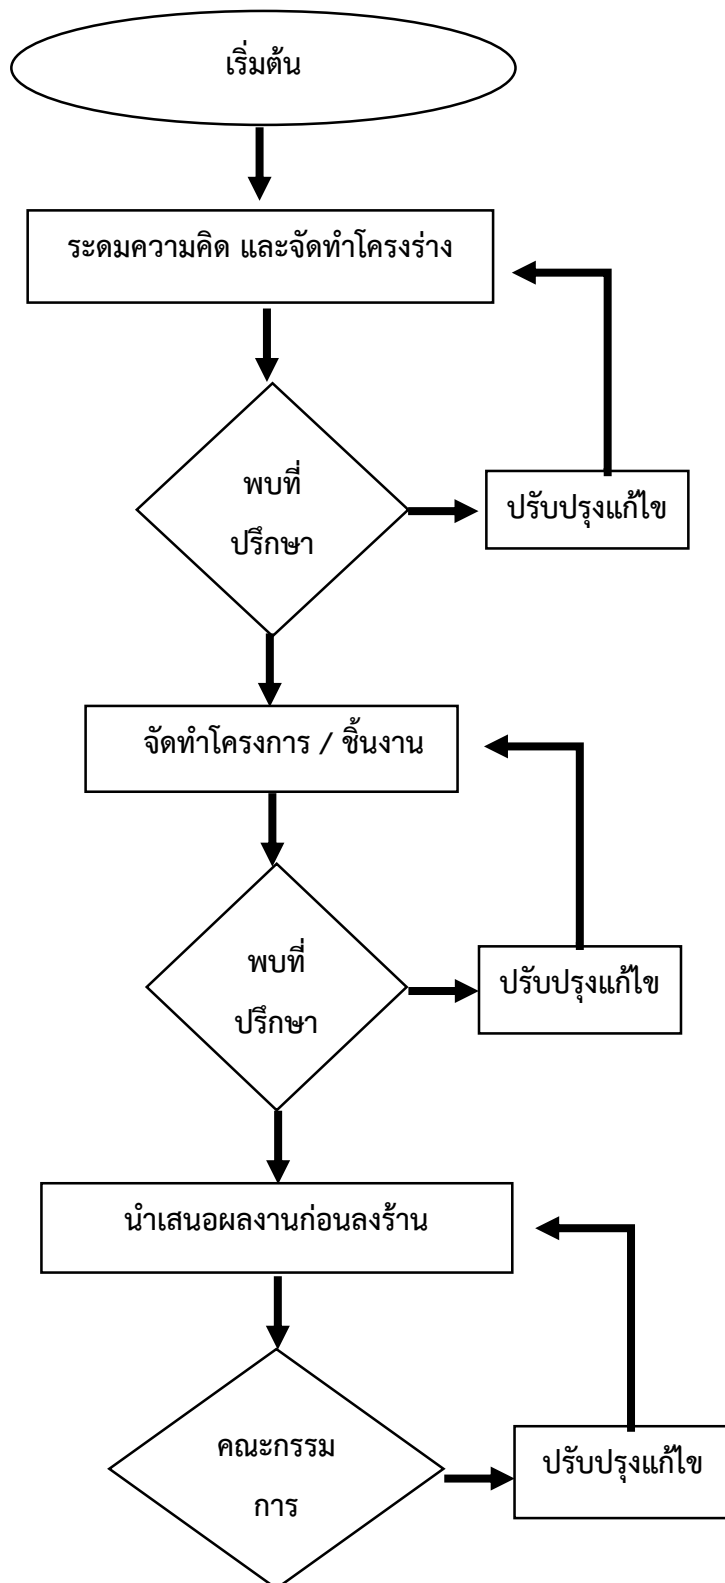 เริ่มต้น
ระดมความคิด และจัดทำโครงร่าง
พบที่
ปรึกษา
ปรับปรุงแก้ไข
จัดทำโครงการ / ชิ้นงาน
พบที่
ปรึกษา
ปรับปรุงแก้ไข
นำเสนอผลงานก่อนลงร้าน
คณะกรรม
การ
ปรับปรุงแก้ไข